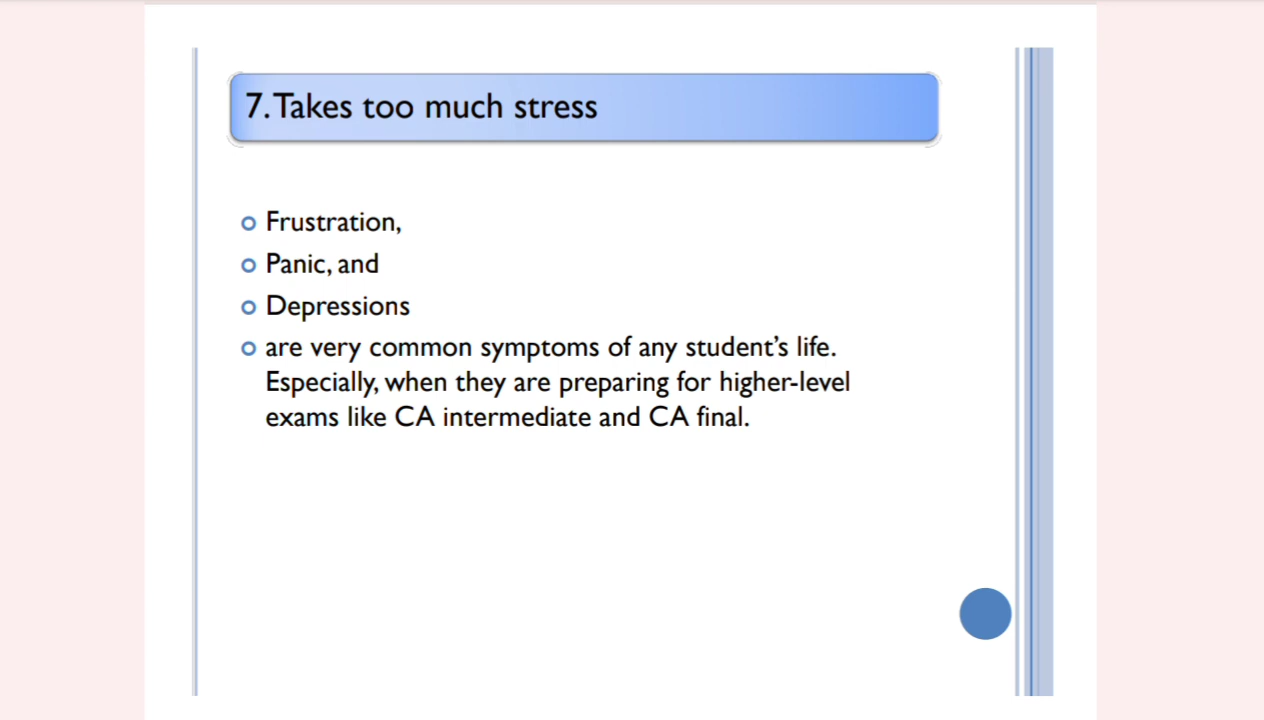 7. Takes too much stress
Frustration,
Panic, and
Depressions
are very common symptoms of any student’s life.
Especially, when they are preparing for higher-level
exams like CA intermediate and CA final.